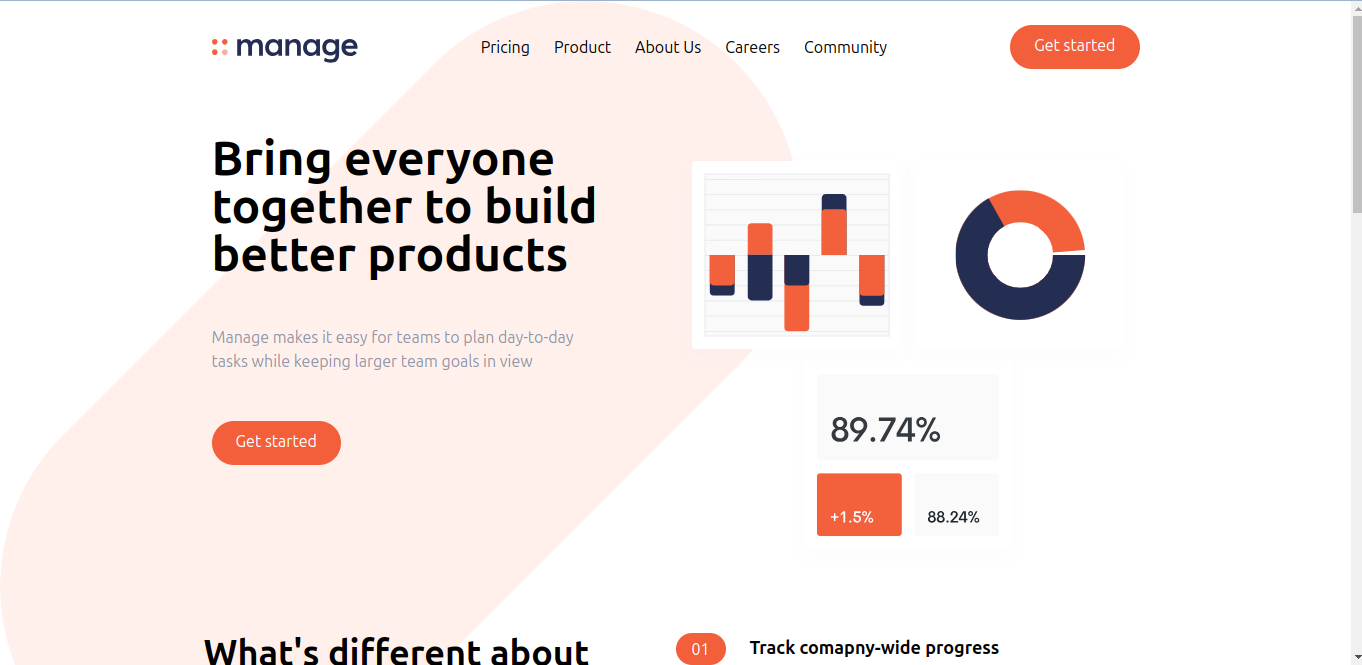 manage
Pricing Product About Us Careers Community
Get started
Bring everyone
together to build
better products
Manage makes it easy for teams to plan day-to-day
tasks while keeping larger team goals in view
Get started
89.74%
+1.5% 88.24%
What's different about
01 Track comapny-wide progress